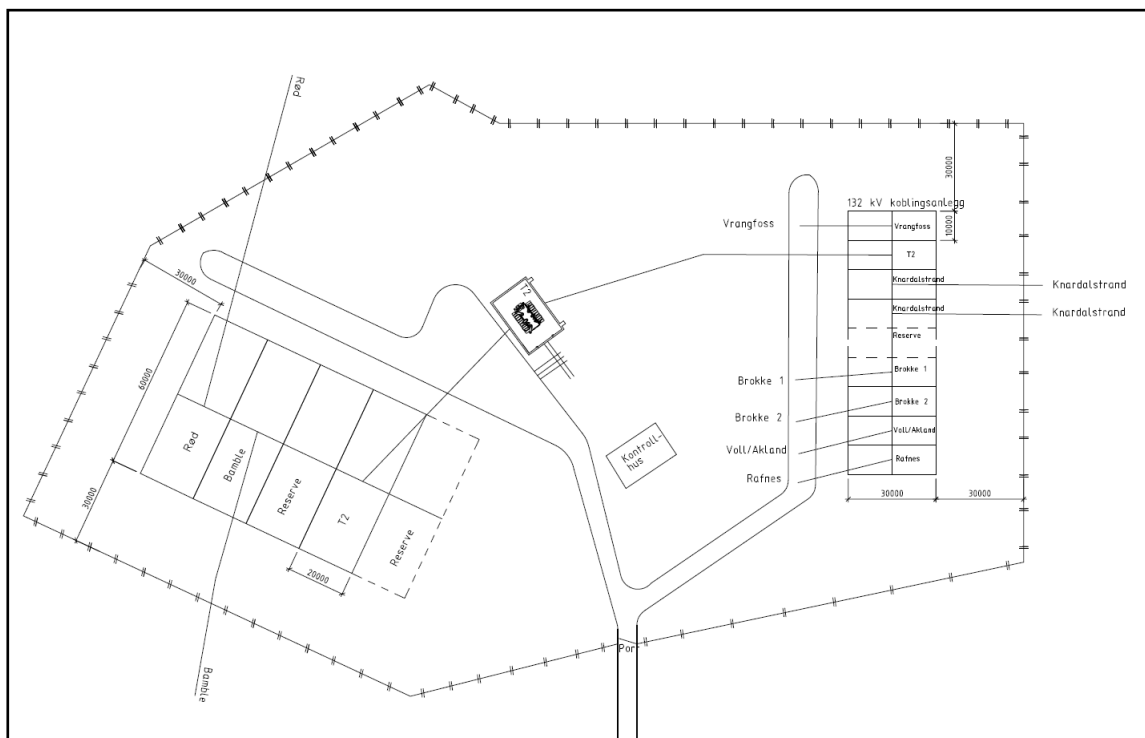 Rød
30000
132 kV koblingsanlegg
10000
Vrangfoss
Vrangfoss
T2
T2
Knardalstrand
Knardalstrand
Knardalstrand
Knardalstrand
Reserve
Brokke 1
Brokke 1
Brokke 2
Brokke 2
Voll/Akland
Voll/Akland
Rafnes
Rafnes
30000
30000
30000
60000
30000
Rød
Bamble
Reserve
T2
Reserve
20000
Kontroll-
hus
Port
Bamble